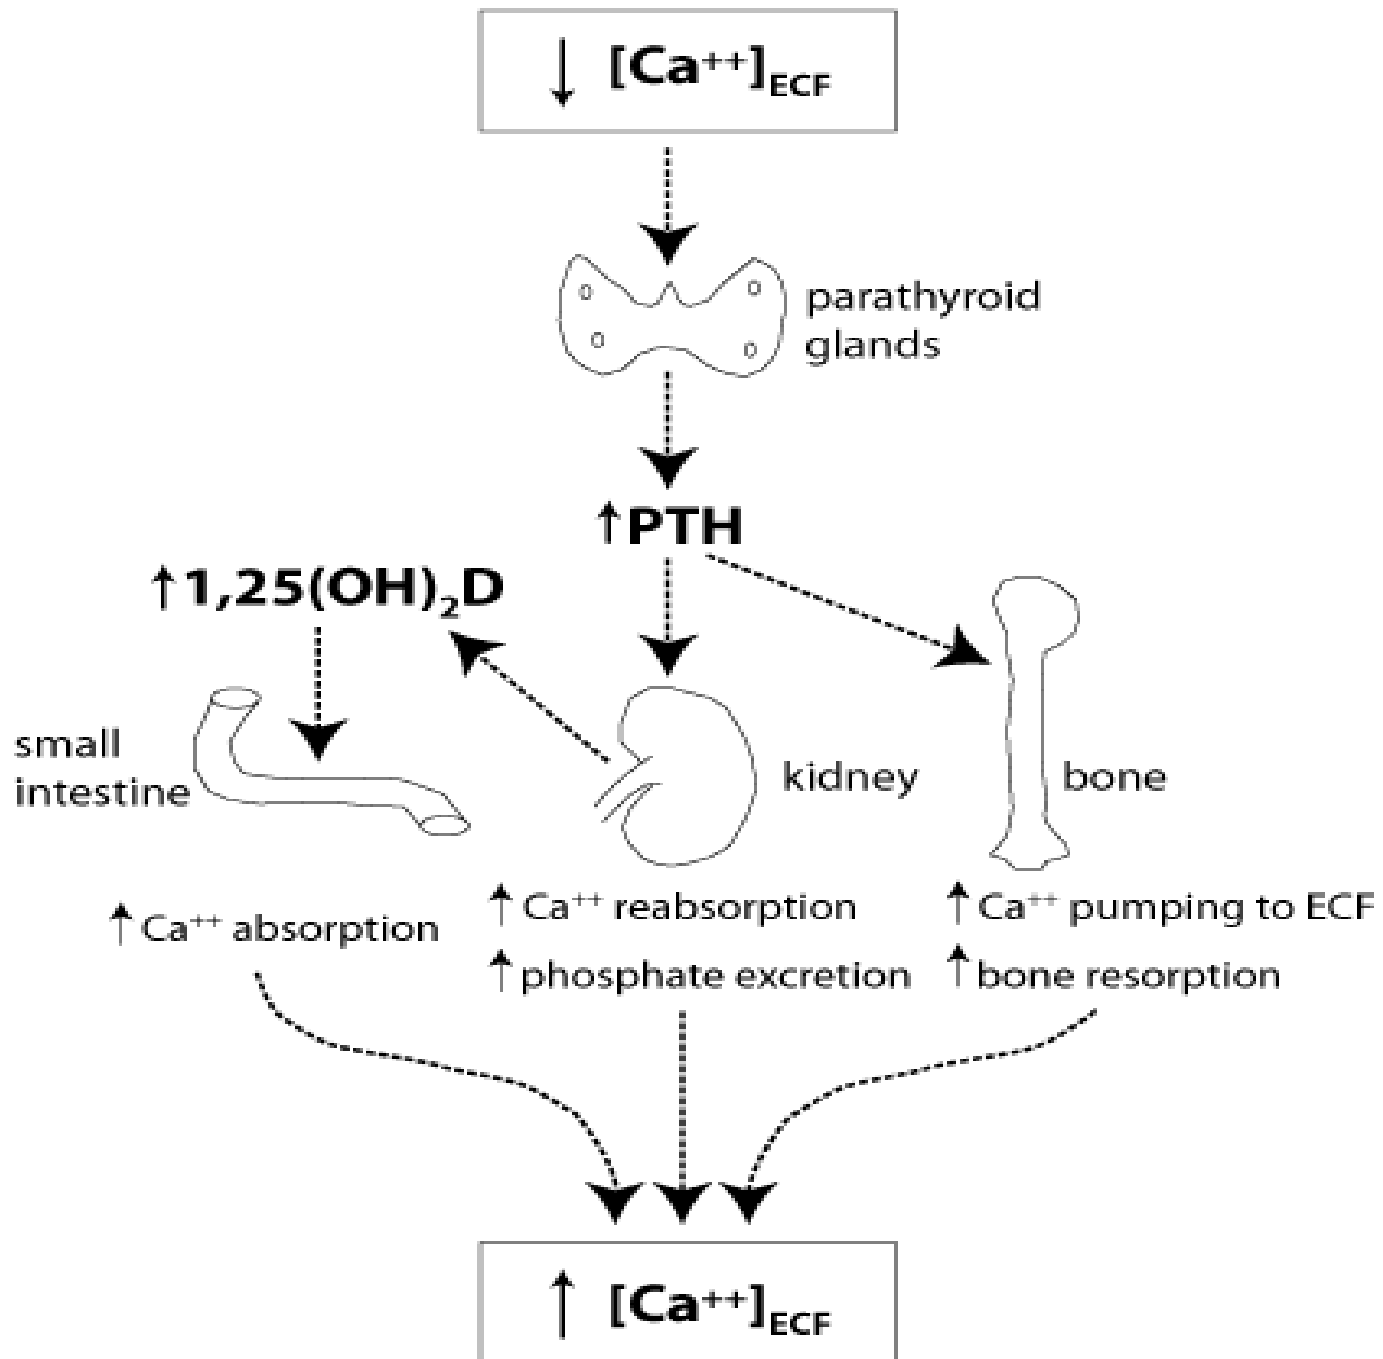 ↓ [Ca⁺⁺]ECF
parathyroid
glands
↑PTH
↑1,25(OH)₂D
small
intestine
kidney
bone
↑Ca⁺⁺ absorption
↑Ca⁺⁺ reabsorption
↑phosphate excretion
↑Ca⁺⁺ pumping to ECF
↑bone resorption
↑ [Ca⁺⁺]ECF